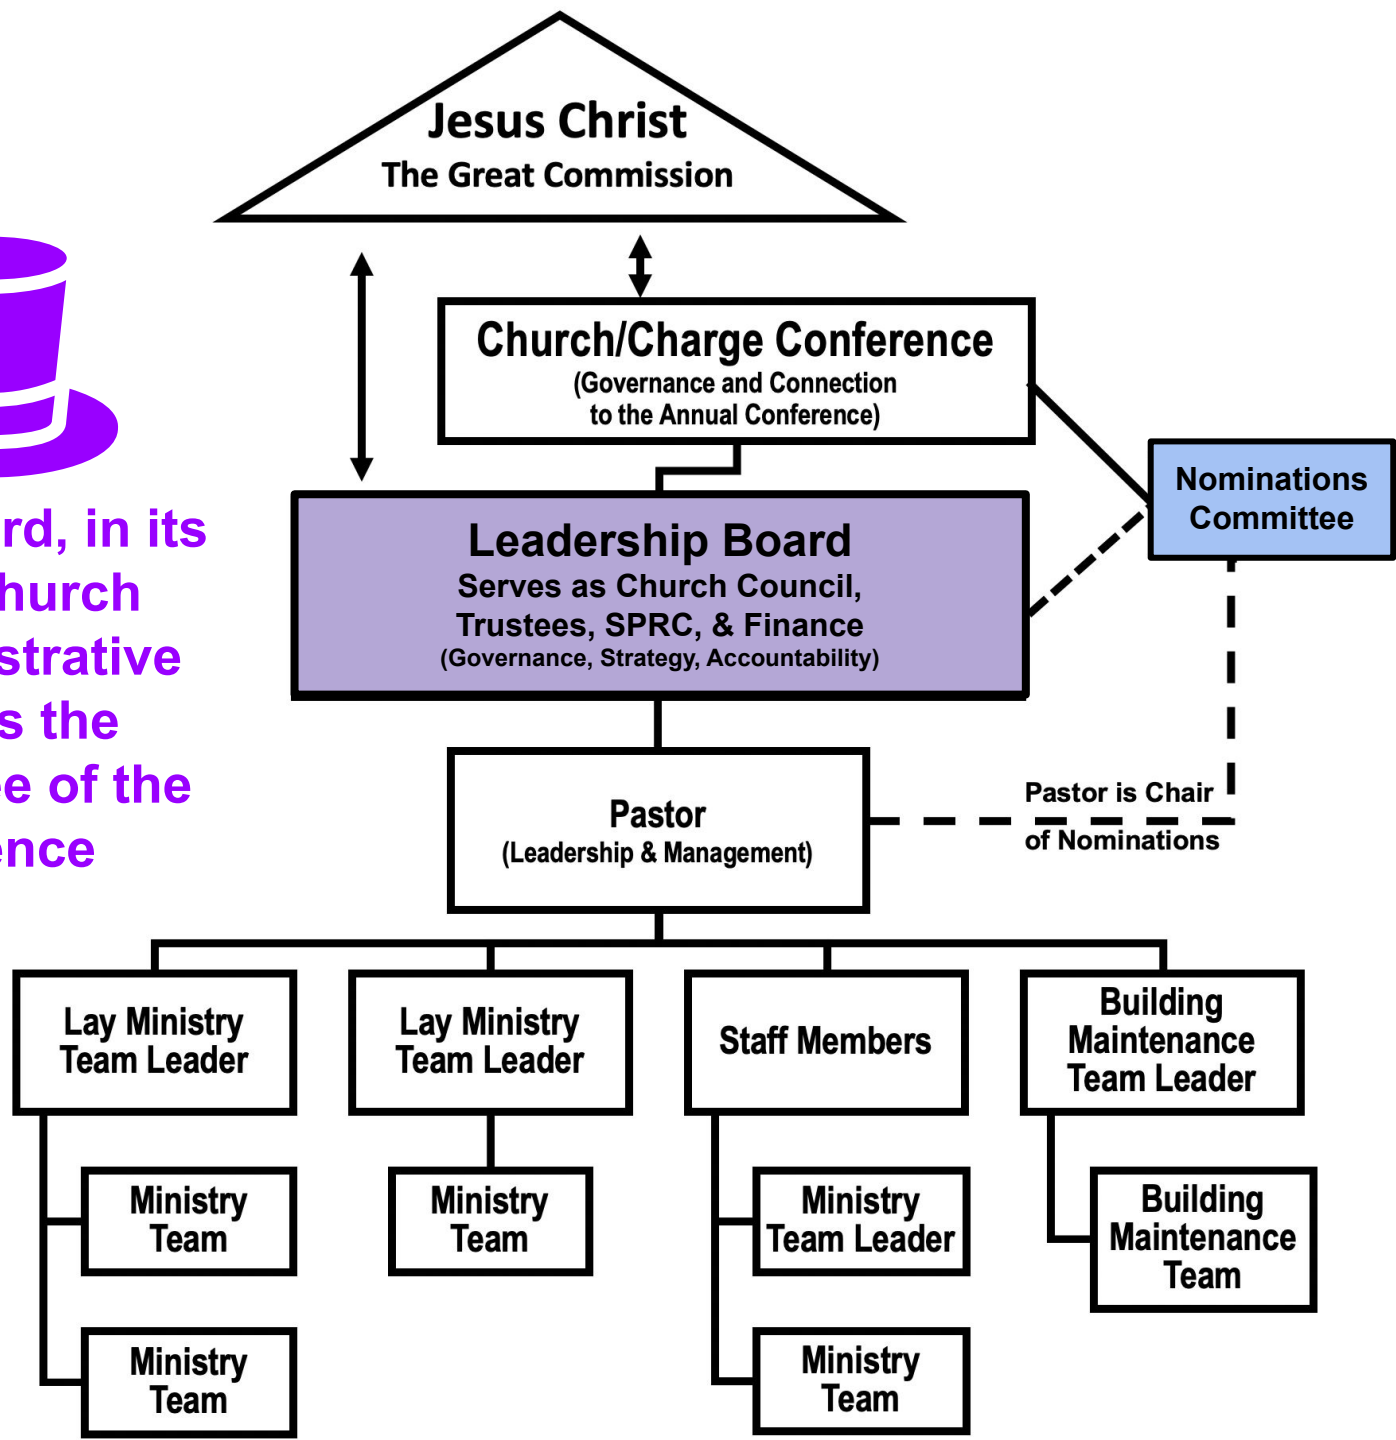 Jesus Christ
The Great Commission
Church/Charge Conference
(Governance and Connection
to the Annual Conference)
Nominations
Committee
Leadership Board
Serves as Church Council,
Trustees, SPRC, & Finance
(Governance, Strategy, Accountability)
rd, in its
hurch
strative
s the
e of the
ence
Pastor
(Leadership & Management)
Pastor is Chair
of Nominations
Lay Ministry
Team Leader
Lay Ministry
Team Leader
Staff Members
Building
Maintenance
Team Leader
Ministry
Team
Ministry
Team
Ministry
Team Leader
Building
Maintenance
Team
Ministry
Team
Ministry
Team